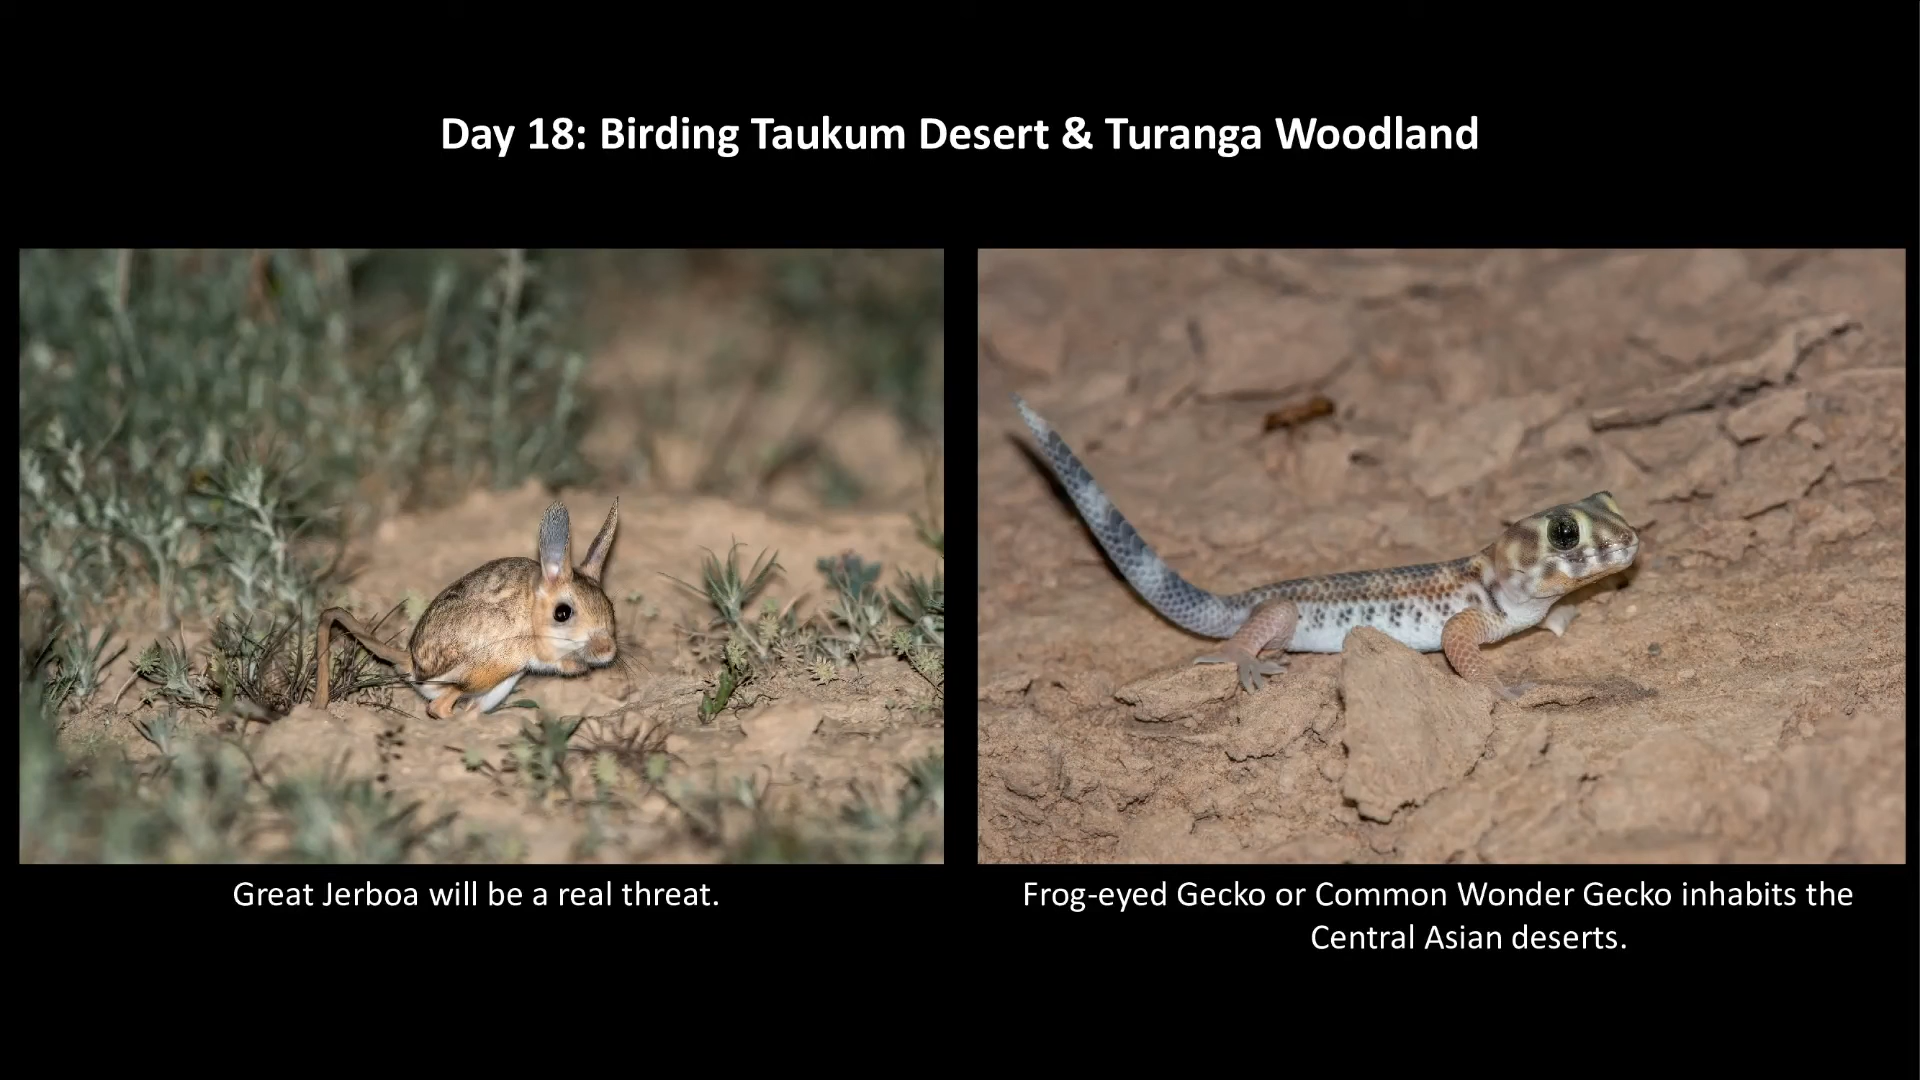 Day 18: Birding Taukum Desert & Turanga Woodland
Great Jerboa will be a real threat.
Frog-eyed Gecko or Common Wonder Gecko inhabits the
Central Asian deserts.